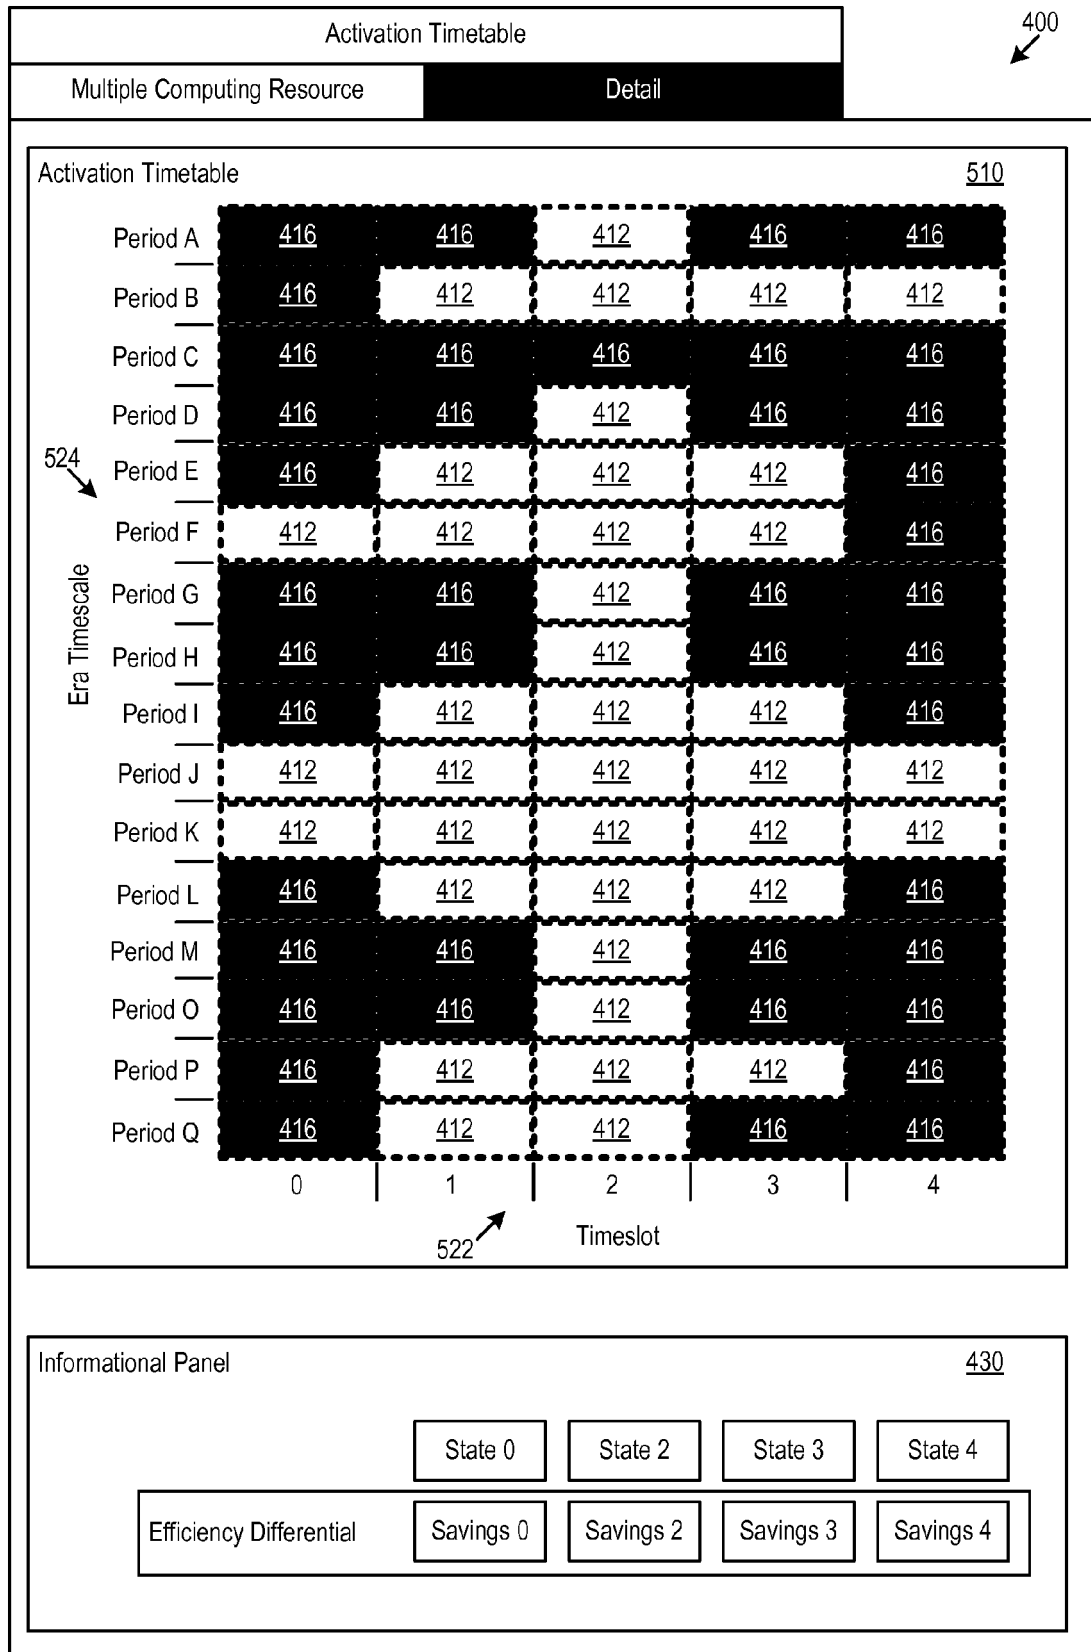 Activation Timetable
400
Multiple Computing Resource Detail
Activation Timetable 510
Period A 416 416 412 416 416
Period B 416 412 412 412 412
Period C 416 416 416 416 416
Period D 416 416 412 416 416
524
Period E 416 412 412 412 416
Period F 412 412 412 412 416
Era Timescale
Period G 416 416 412 416 416
Period H 416 416 412 416 416
Period I 416 412 412 412 416
Period J 412 412 412 412 412
Period K 412 412 412 412 412
Period L 416 412 412 412 416
Period M 416 416 412 416 416
Period O 416 416 412 416 416
Period P 416 412 412 412 416
Period Q 416 412 412 416 416
0 1 2 3 4
522 Timeslot
Informational Panel 430
State 0 State 2 State 3 State 4
Efficiency Differential Savings 0 Savings 2 Savings 3 Savings 4